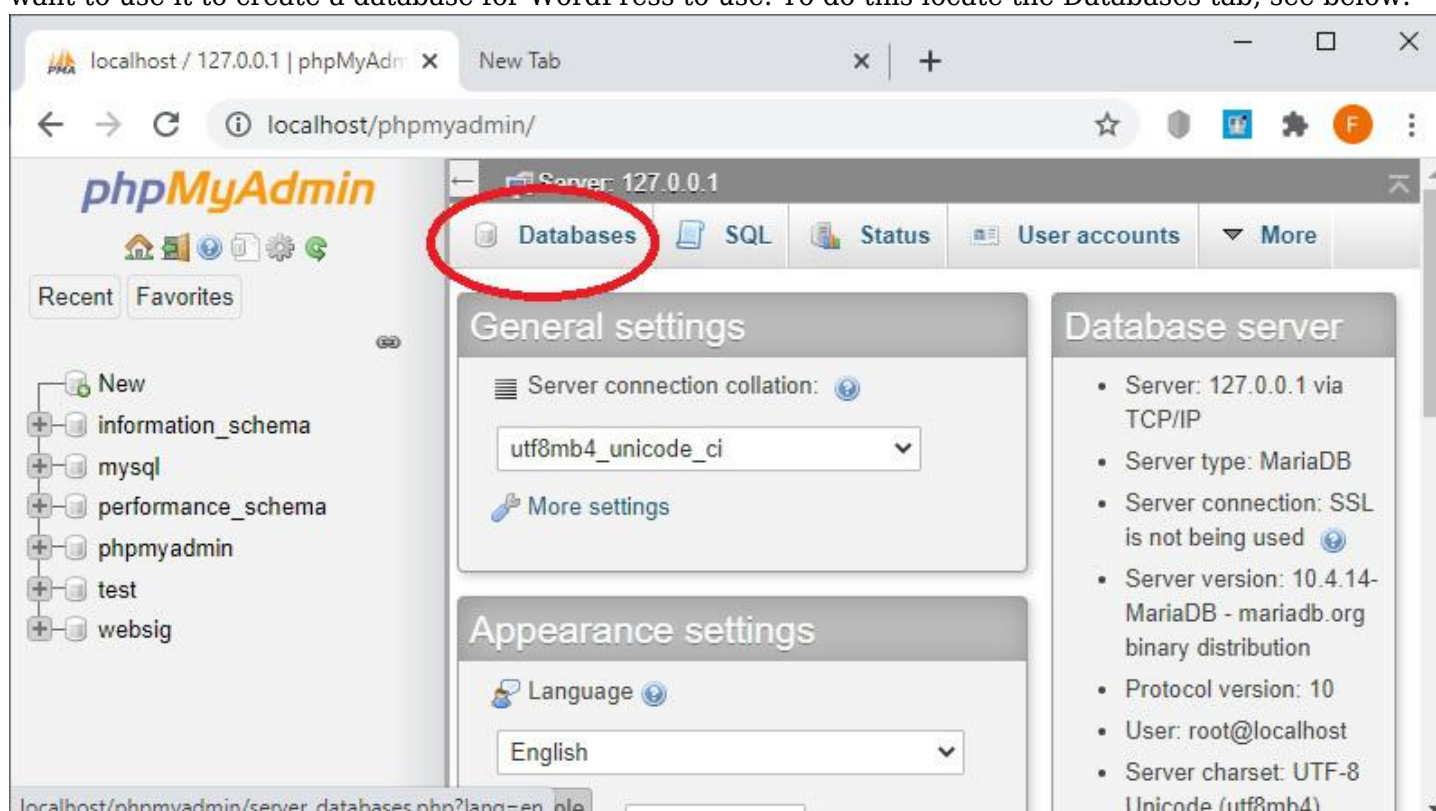 want to use it to create a database for WordPress to use. To do this locate the Databases tab, see below.
localhost / 127.0.0.1 | phpMyAdm
New Tab
localhost/phpmyadmin/
F
phpMyAdmin
Server: 127.0.0.1
Databases
SQL
Status
User accounts
More
Recent
Favorites
New
information_schema
mysql
performance_schema
phpmyadmin
test
websig
General settings
Server connection collation:
utf8mb4_unicode_ci
More settings
Appearance settings
Language
English
Database server
Server: 127.0.0.1 via
TCP/IP
Server type: MariaDB
Server connection: SSL
is not being used
Server version: 10.4.14-
MariaDB - mariadb.org
binary distribution
Protocol version: 10
User: root@localhost
Server charset: UTF-8
Unicode (utf8mb4)
localhost/phpmyadmin/server_databases.php?lang=en